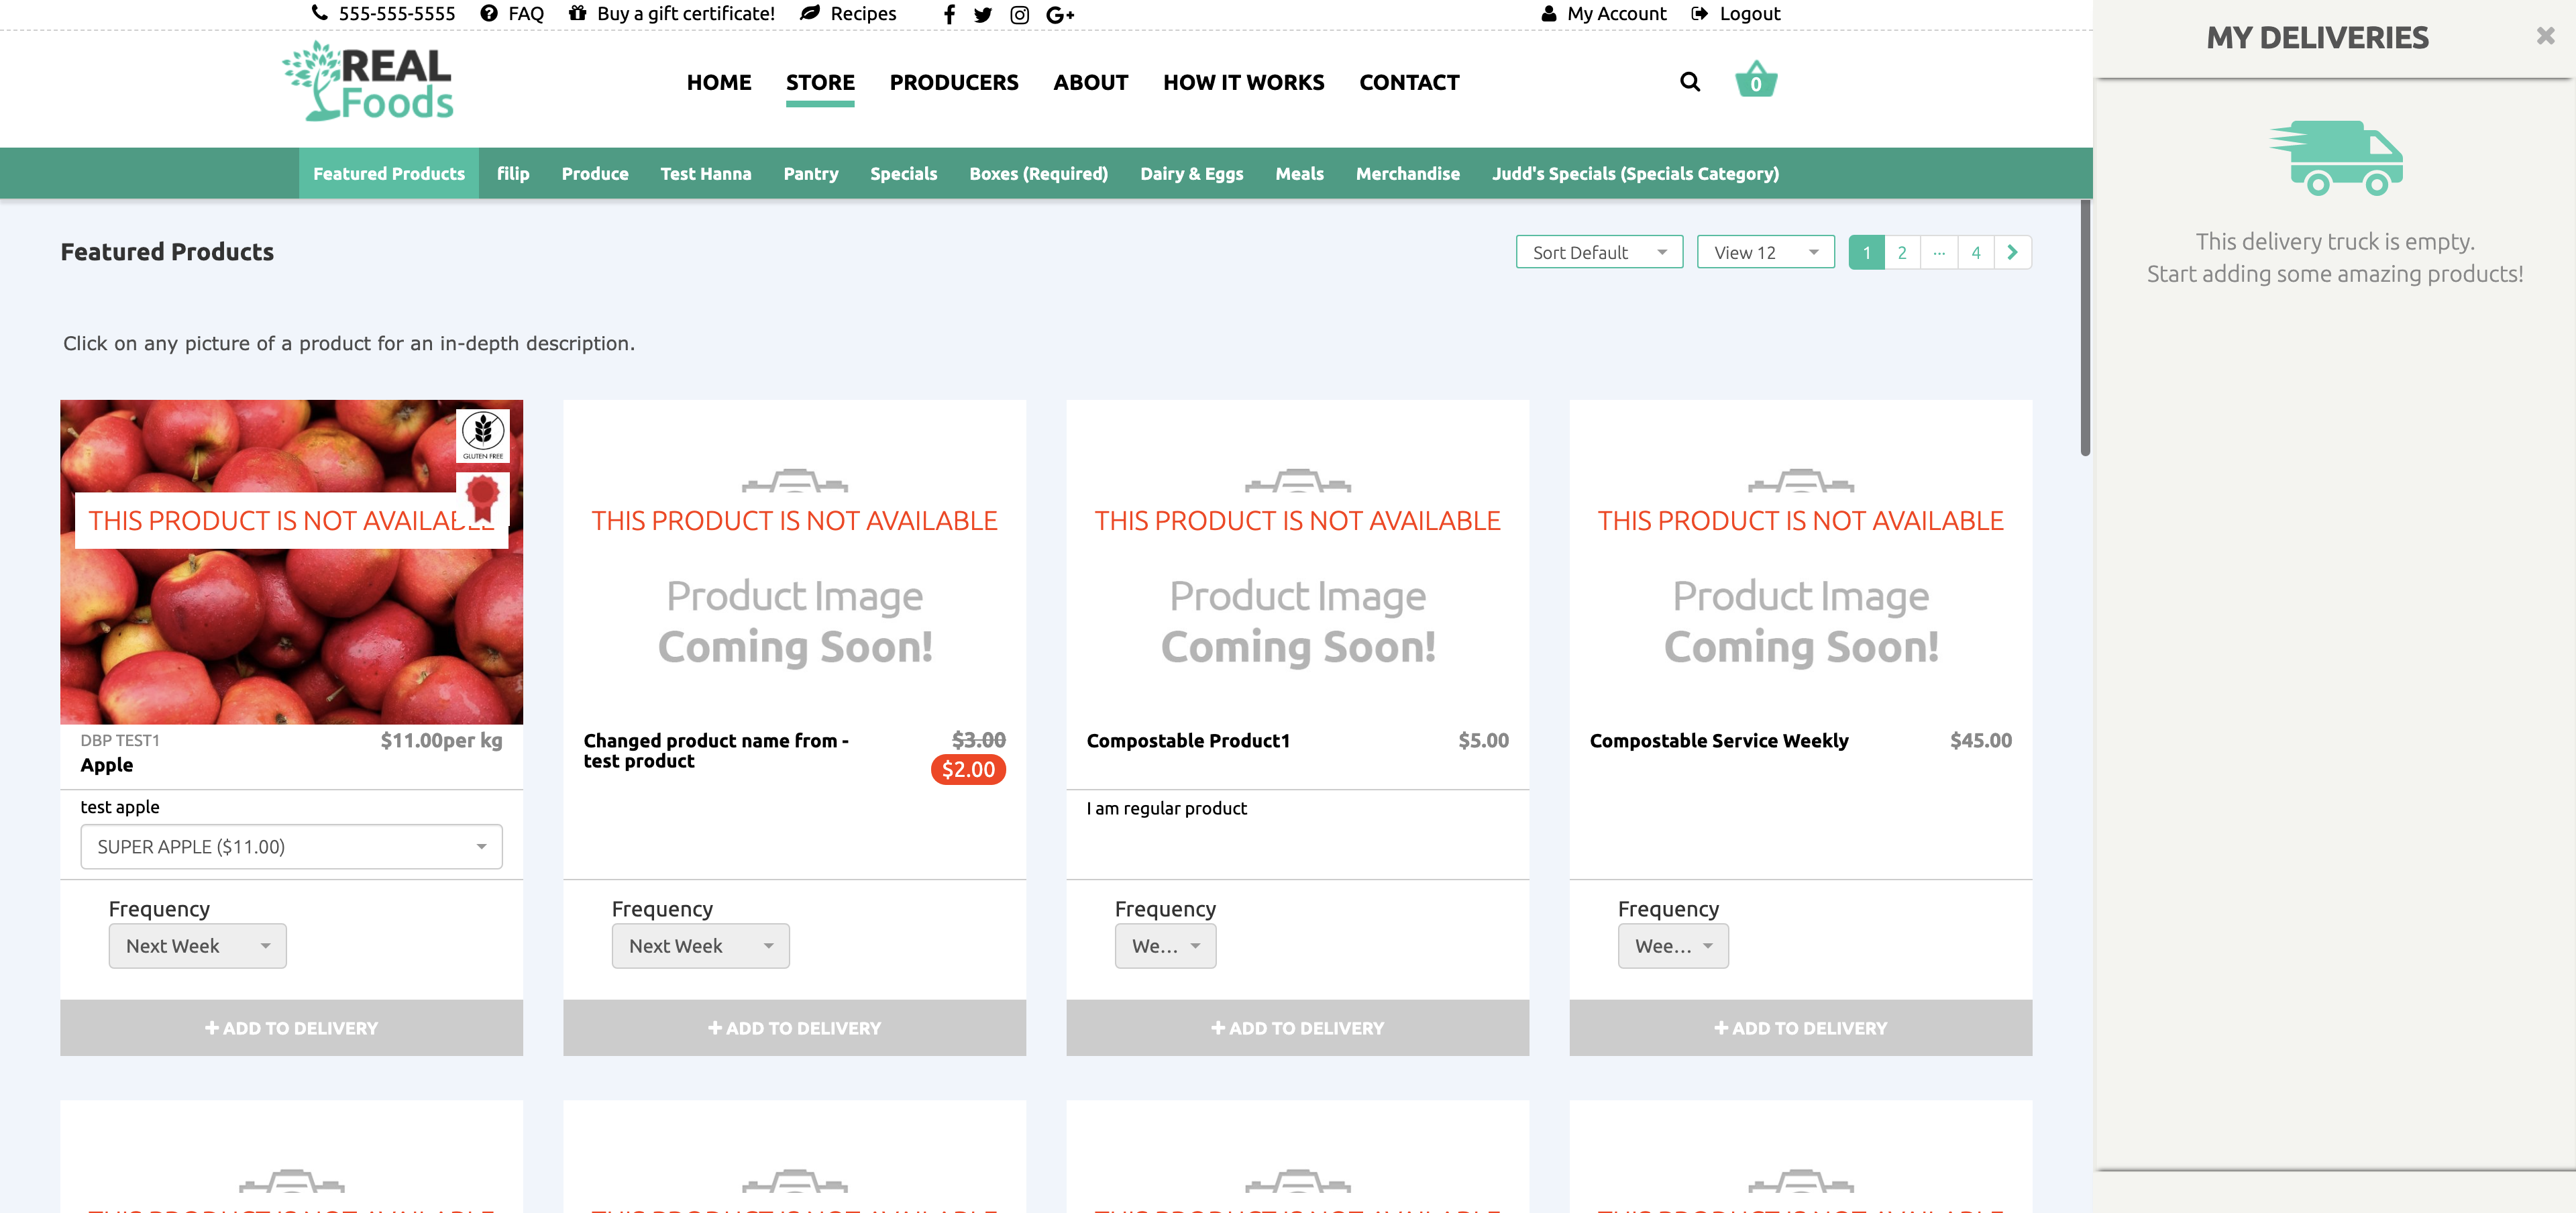 555-555-5555 FAQ Buy a gift certificate! Recipes My Account Logout
MY DELIVERIES
REAL
Foods
HOME STORE PRODUCERS ABOUT HOW IT WORKS CONTACT
0
Featured Products filip Produce Test Hanna Pantry Specials Boxes (Required) Dairy & Eggs Meals Merchandise Judd's Specials (Specials Category)
This delivery truck is empty.
Start adding some amazing products!
Featured Products
Sort Default View 12 1 2 ... 4
Click on any picture of a product for an in-depth description.
GLUTEN FREE
THIS PRODUCT IS NOT AVAILABLE
DBP TEST1
$11.00per kg
Apple
test apple
SUPER APPLE ($11.00)
Frequency
Next Week
+ ADD TO DELIVERY
THIS PRODUCT IS NOT AVAILABLE
Product Image
Coming Soon!
Changed product name from -
test product
$3.00
$2.00
Frequency
Next Week
+ ADD TO DELIVERY
THIS PRODUCT IS NOT AVAILABLE
Product Image
Coming Soon!
Compostable Product1
$5.00
I am regular product
Frequency
We...
+ ADD TO DELIVERY
THIS PRODUCT IS NOT AVAILABLE
Product Image
Coming Soon!
Compostable Service Weekly
$45.00
Frequency
Wee...
+ ADD TO DELIVERY